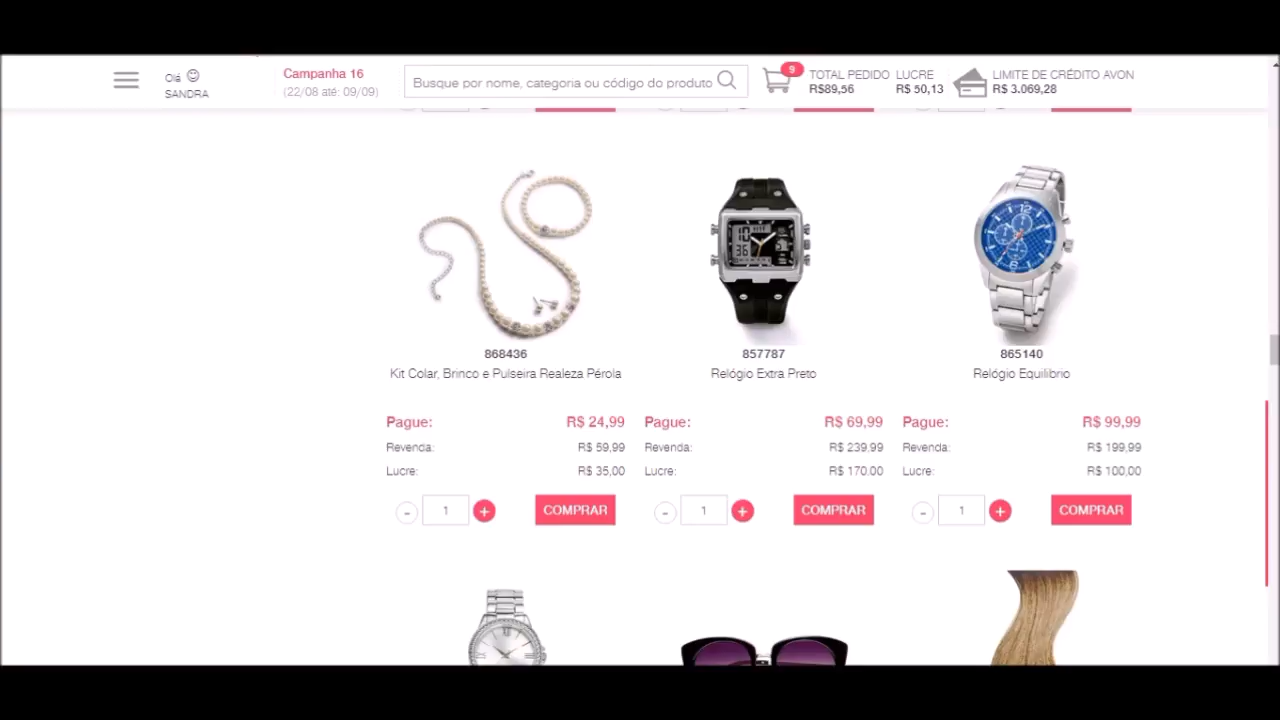 Olá
SANDRA
Campanha 16
(22/08 até: 09/09)
Busque por nome, categoria ou código do produto
9
TOTAL PEDIDO
R$89,56
LUCRE
R$ 50,13
LIMITE DE CRÉDITO AVON
R$ 3.069,28
868436
Kit Colar, Brinco e Pulseira Realeza Pérola
Pague: R$ 24,99
Revenda: R$ 59,99
Lucre: R$ 35,00
- 1 + COMPRAR
857787
Relógio Extra Preto
Pague: R$ 69,99
Revenda: R$ 239,99
Lucre: R$ 170,00
- 1 + COMPRAR
865140
Relógio Equilibrio
Pague: R$ 99,99
Revenda: R$ 199,99
Lucre: R$ 100,00
- 1 + COMPRAR